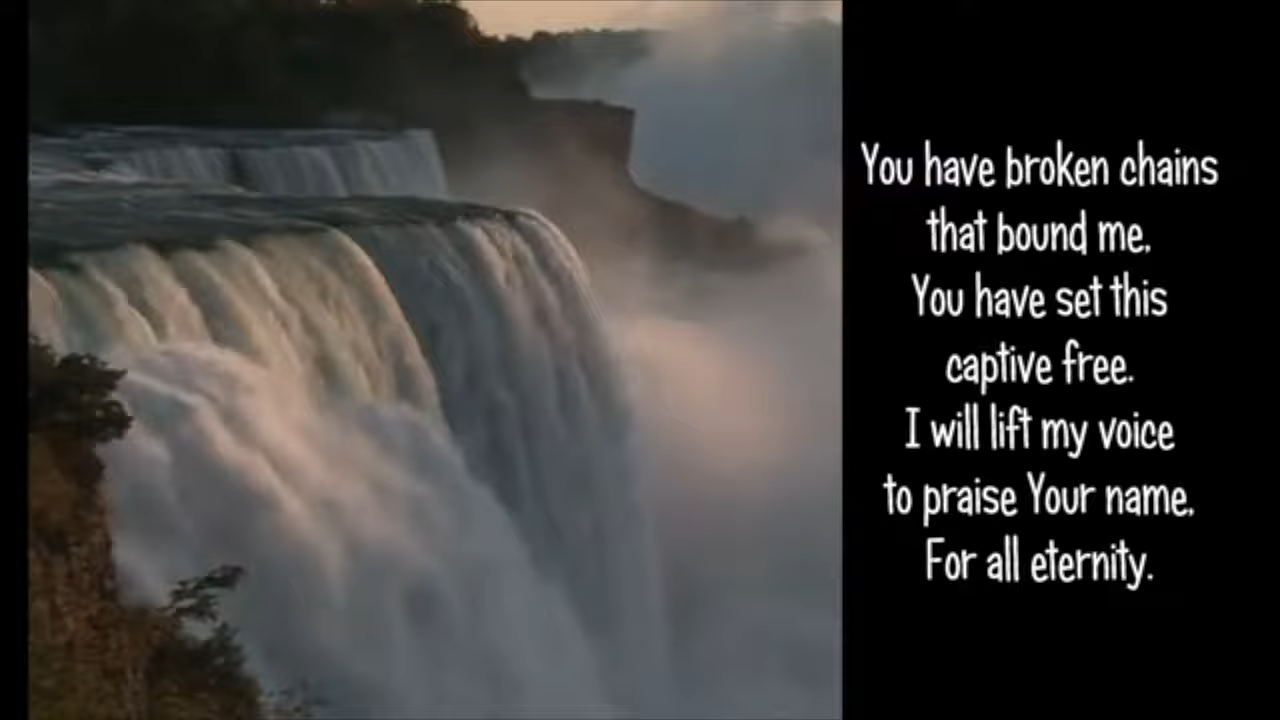 You have broken chains
that bound me,
You have set this
captive free.
I will lift my voice
to praise Your name,
For all eternity.